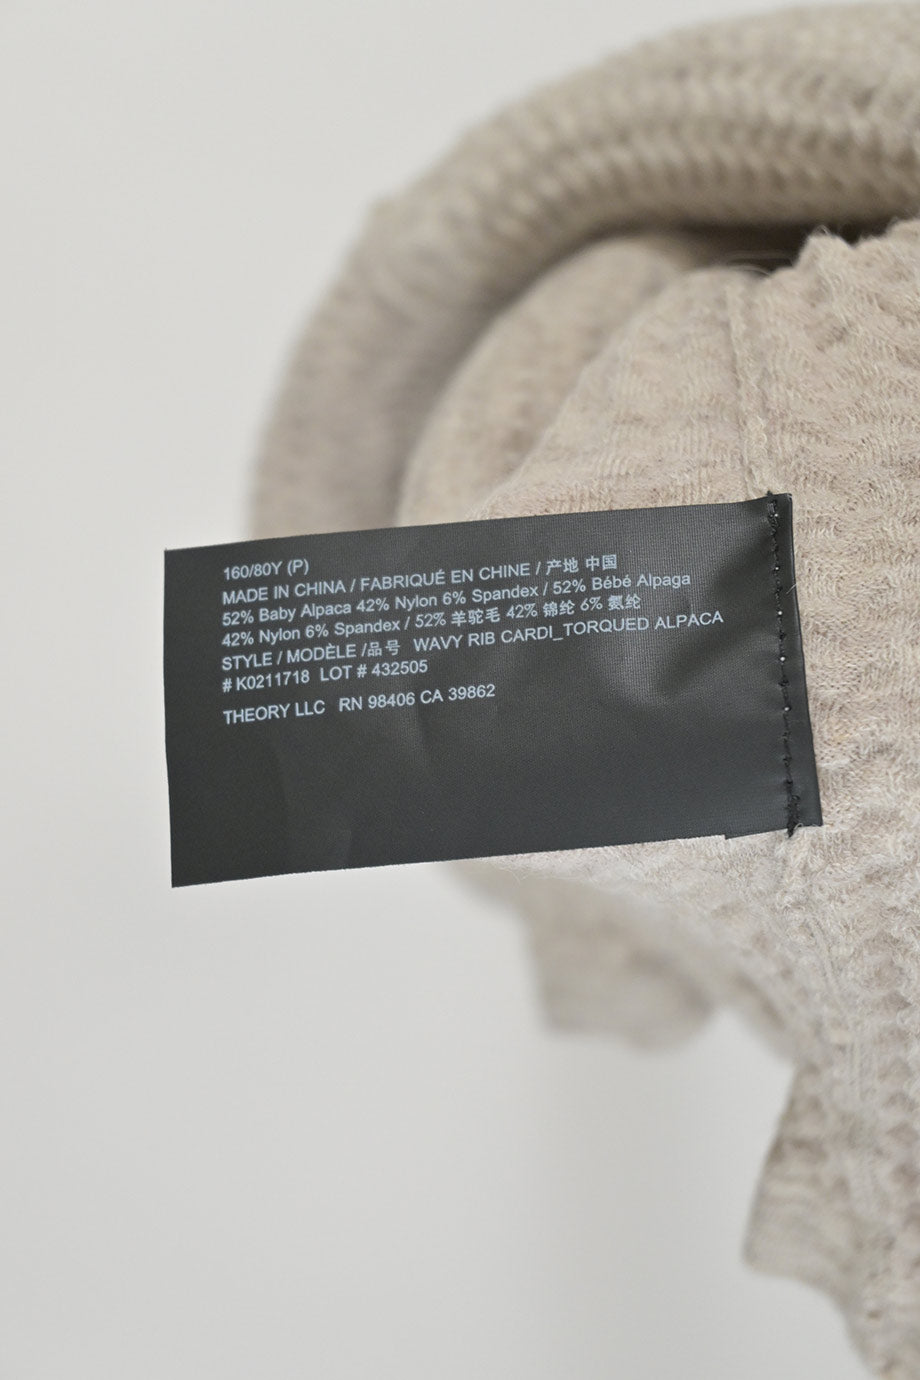 160/80Y (P)
MADE IN CHINA / FABRIQUÉ EN CHINE / 产地 中国
52% Baby Alpaca 42% Nylon 6% Spandex / 52% Bébé Alpaga
42% Nylon 6% Spandex / 52% 羊驼毛 42% 锦纶 6% 氨纶
STYLE / MODÈLE /品号 WAVY RIB CARDI_TORQUED ALPACA
# K0211718 LOT # 432505
THEORY LLC RN 98406 CA 39862